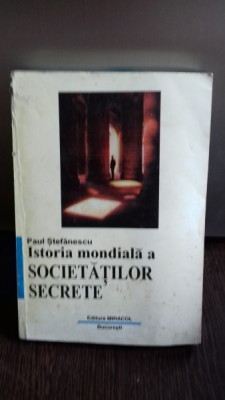 Paul Ştefănescu
Istoria mondială a
SOCIETĂŢILOR
SECRETE
Editura MIRACOL
Bucureşti